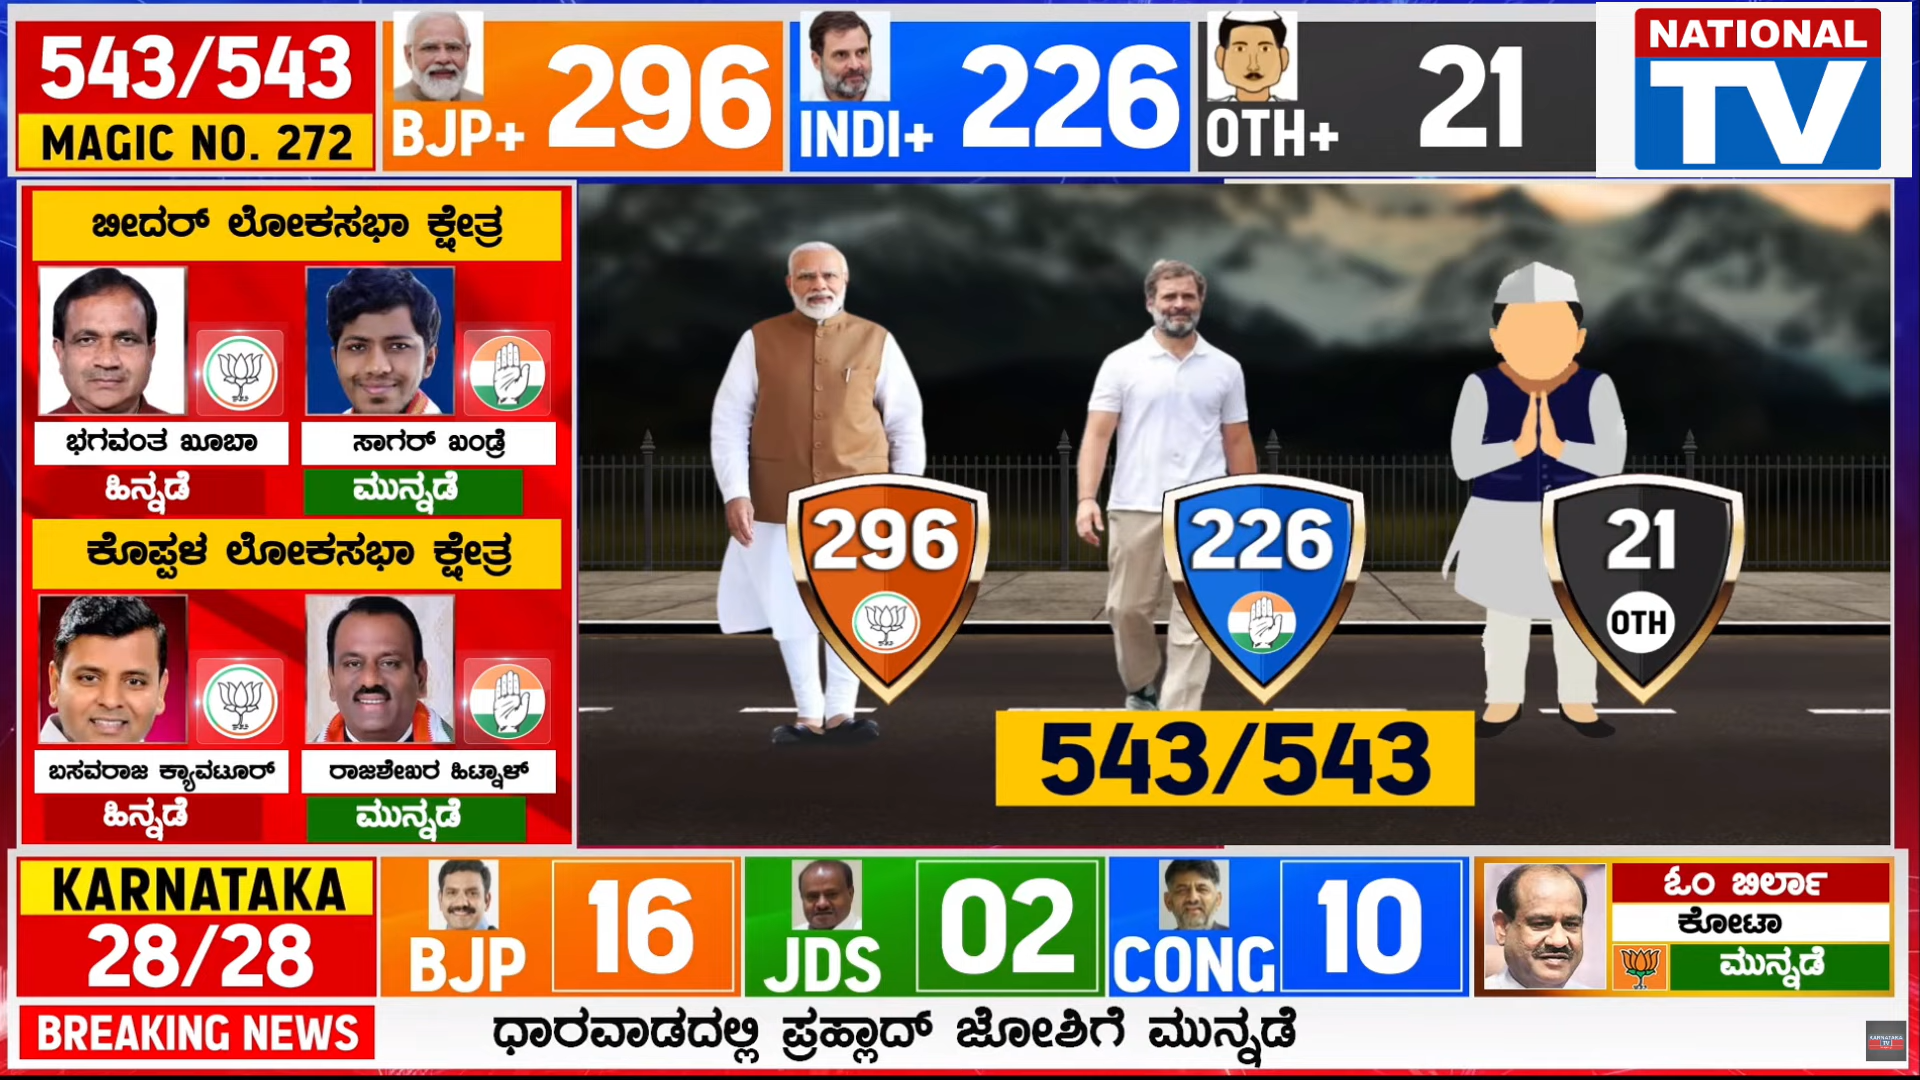 543/543
MAGIC NO. 272
BJP+ 296
INDI+ 226
OTH+ 21
NATIONAL
TV
ಬೀದರ್ ಲೋಕಸಭಾ ಕ್ಷೇತ್ರ
ಭಗವಂತ ಖೂಬಾ
ಸಾಗರ್ ಖಂಡ್ರೆ
ಹಿನ್ನಡೆ
ಮುನ್ನಡೆ
ಕೊಪ್ಪಳ ಲೋಕಸಭಾ ಕ್ಷೇತ್ರ
ಬಸವರಾಜ ಕ್ಯಾವಟೂರ್
ರಾಜಶೇಖರ ಹಿಟ್ನಾಳ್
ಹಿನ್ನಡೆ
ಮುನ್ನಡೆ
296
226
21
OTH
543/543
KARNATAKA
28/28
BJP 16
JDS 02
CONG 10
ಓಂ ಬಿರ್ಲಾ
ಕೋಟಾ
ಮುನ್ನಡೆ
BREAKING NEWS
ಧಾರವಾಡದಲ್ಲಿ ಪ್ರಹ್ಲಾದ್ ಜೋಶಿಗೆ ಮುನ್ನಡೆ
KARNATAKA
TV